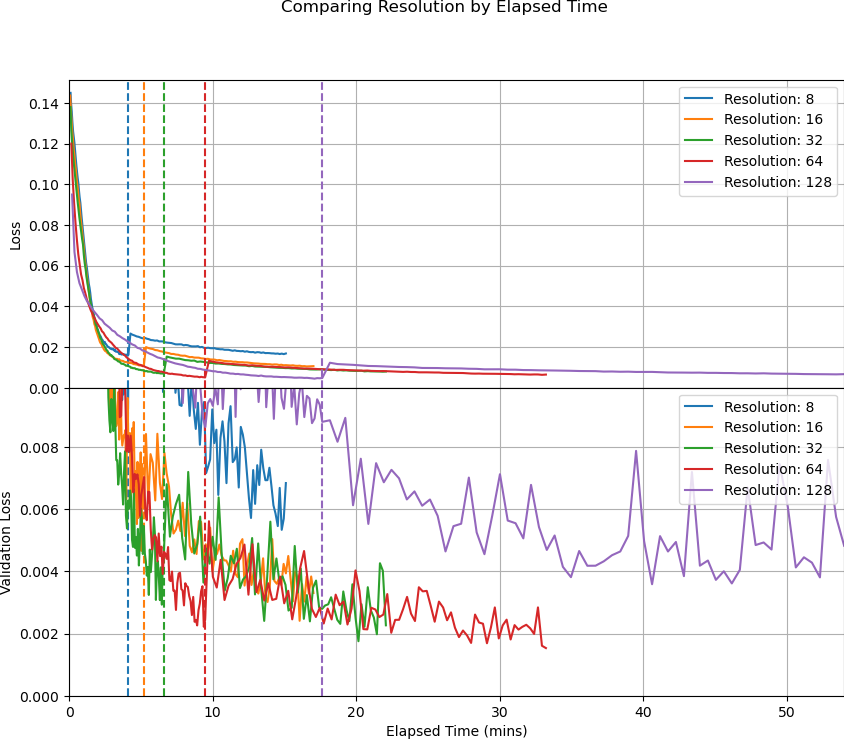 Comparing Resolution by Elapsed Time
Loss
0.14
0.12
0.10
0.08
0.06
0.04
0.02
0.00
Resolution: 8
Resolution: 16
Resolution: 32
Resolution: 64
Resolution: 128
Validation Loss
0.008
0.006
0.004
0.002
0.000
Resolution: 8
Resolution: 16
Resolution: 32
Resolution: 64
Resolution: 128
0 10 20 30 40 50
Elapsed Time (mins)